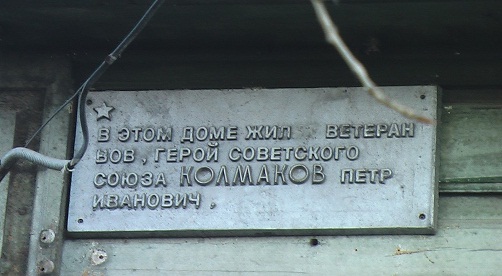 В ЭТОМ ДОМЕ ЖИЛ ВЕТЕРАН
ВОВ, ГЕРОЙ СОВЕТСКОГО
СОЮЗА КОЛМАКОВ ПЕТР
ИВАНОВИЧ,